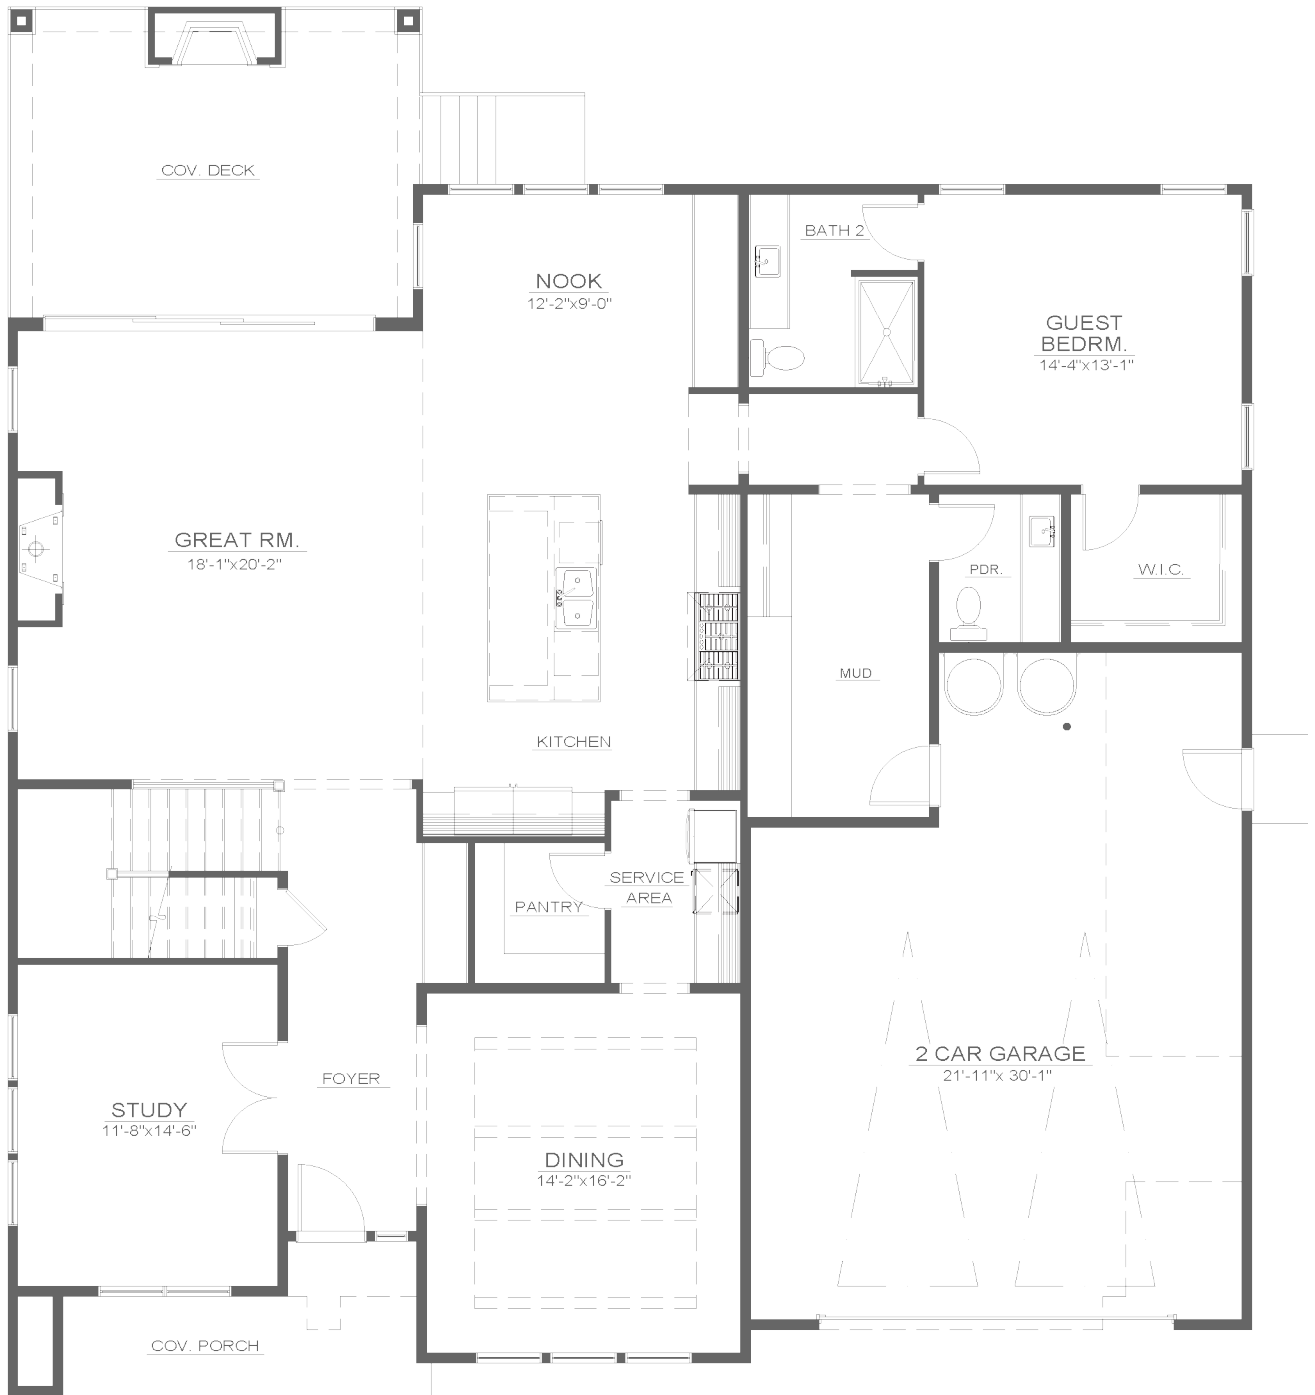 COV. DECK
BATH 2
NOOK
12'-2"x9'-0"
GUEST
BEDRM.
14'-4"x13'-1"
GREAT RM.
18'-1"x20'-2"
PDR.
W.I.C.
MUD
KITCHEN
SERVICE
AREA
PANTRY
2 CAR GARAGE
21'-11"x 30'-1"
FOYER
STUDY
11'-8"x14'-6"
DINING
14'-2"x16'-2"
COV. PORCH